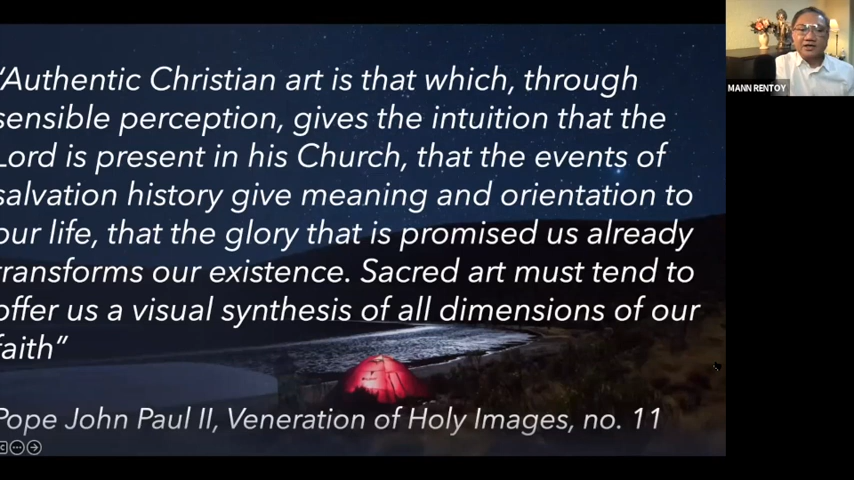 “Authentic Christian art is that which, through
sensible perception, gives the intuition that the
Lord is present in his Church, that the events of
salvation history give meaning and orientation to
our life, that the glory that is promised us already
transforms our existence. Sacred art must tend to
offer us a visual synthesis of all dimensions of our
faith”
Pope John Paul II, Veneration of Holy Images, no. 11
MANN RENTOY